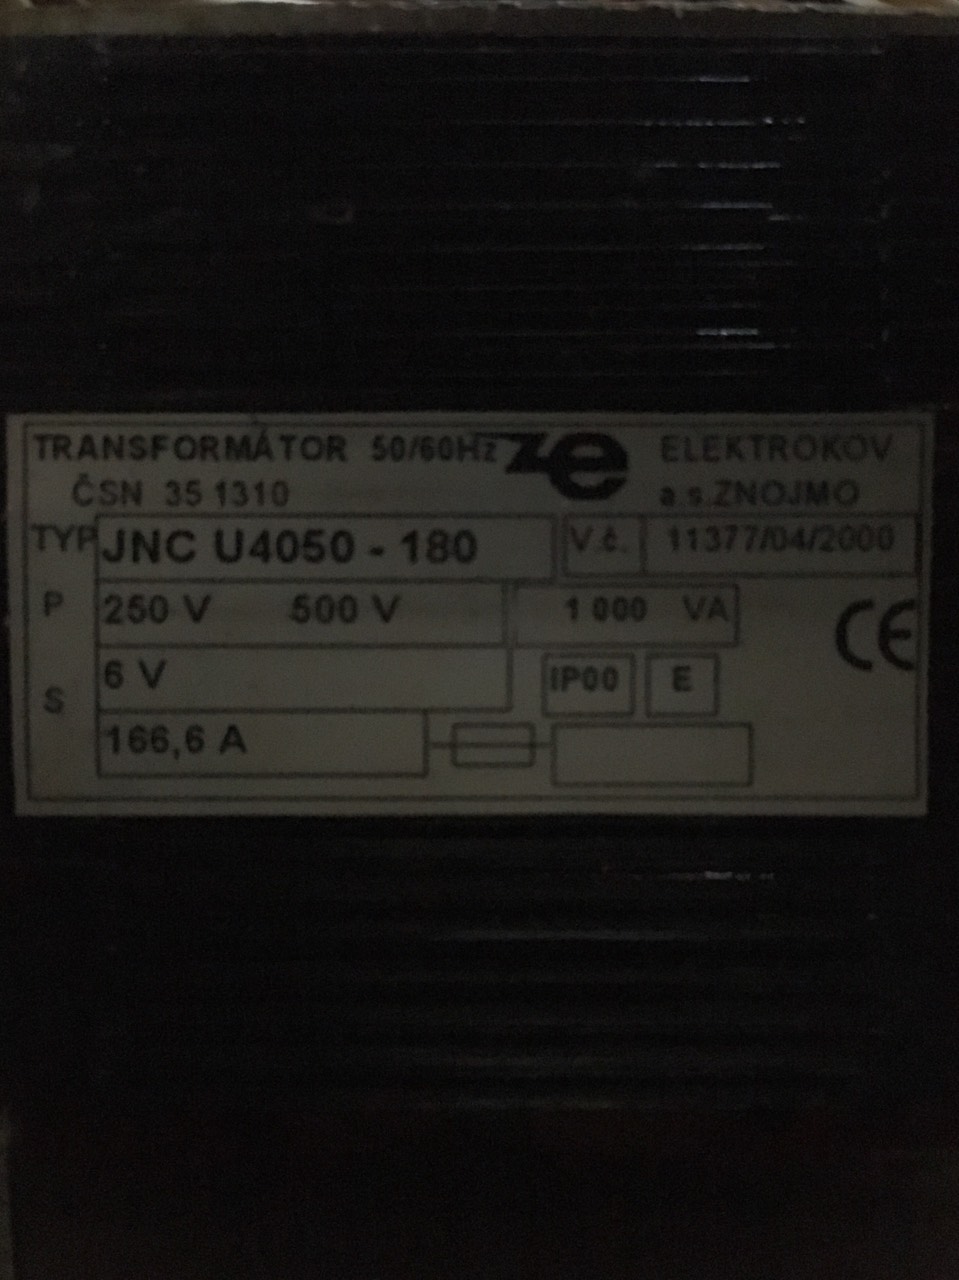 TRANSFORMÁTOR 50/60Hz ze ELEKTROKOV
ČSN 35 1310 a.s.ZNOJMO
TYP JNC U4050 - 180 V.č. 11377/04/2000
P 250 V 500 V 1 000 VA CE
S 6 V IP00 E
166,6 A